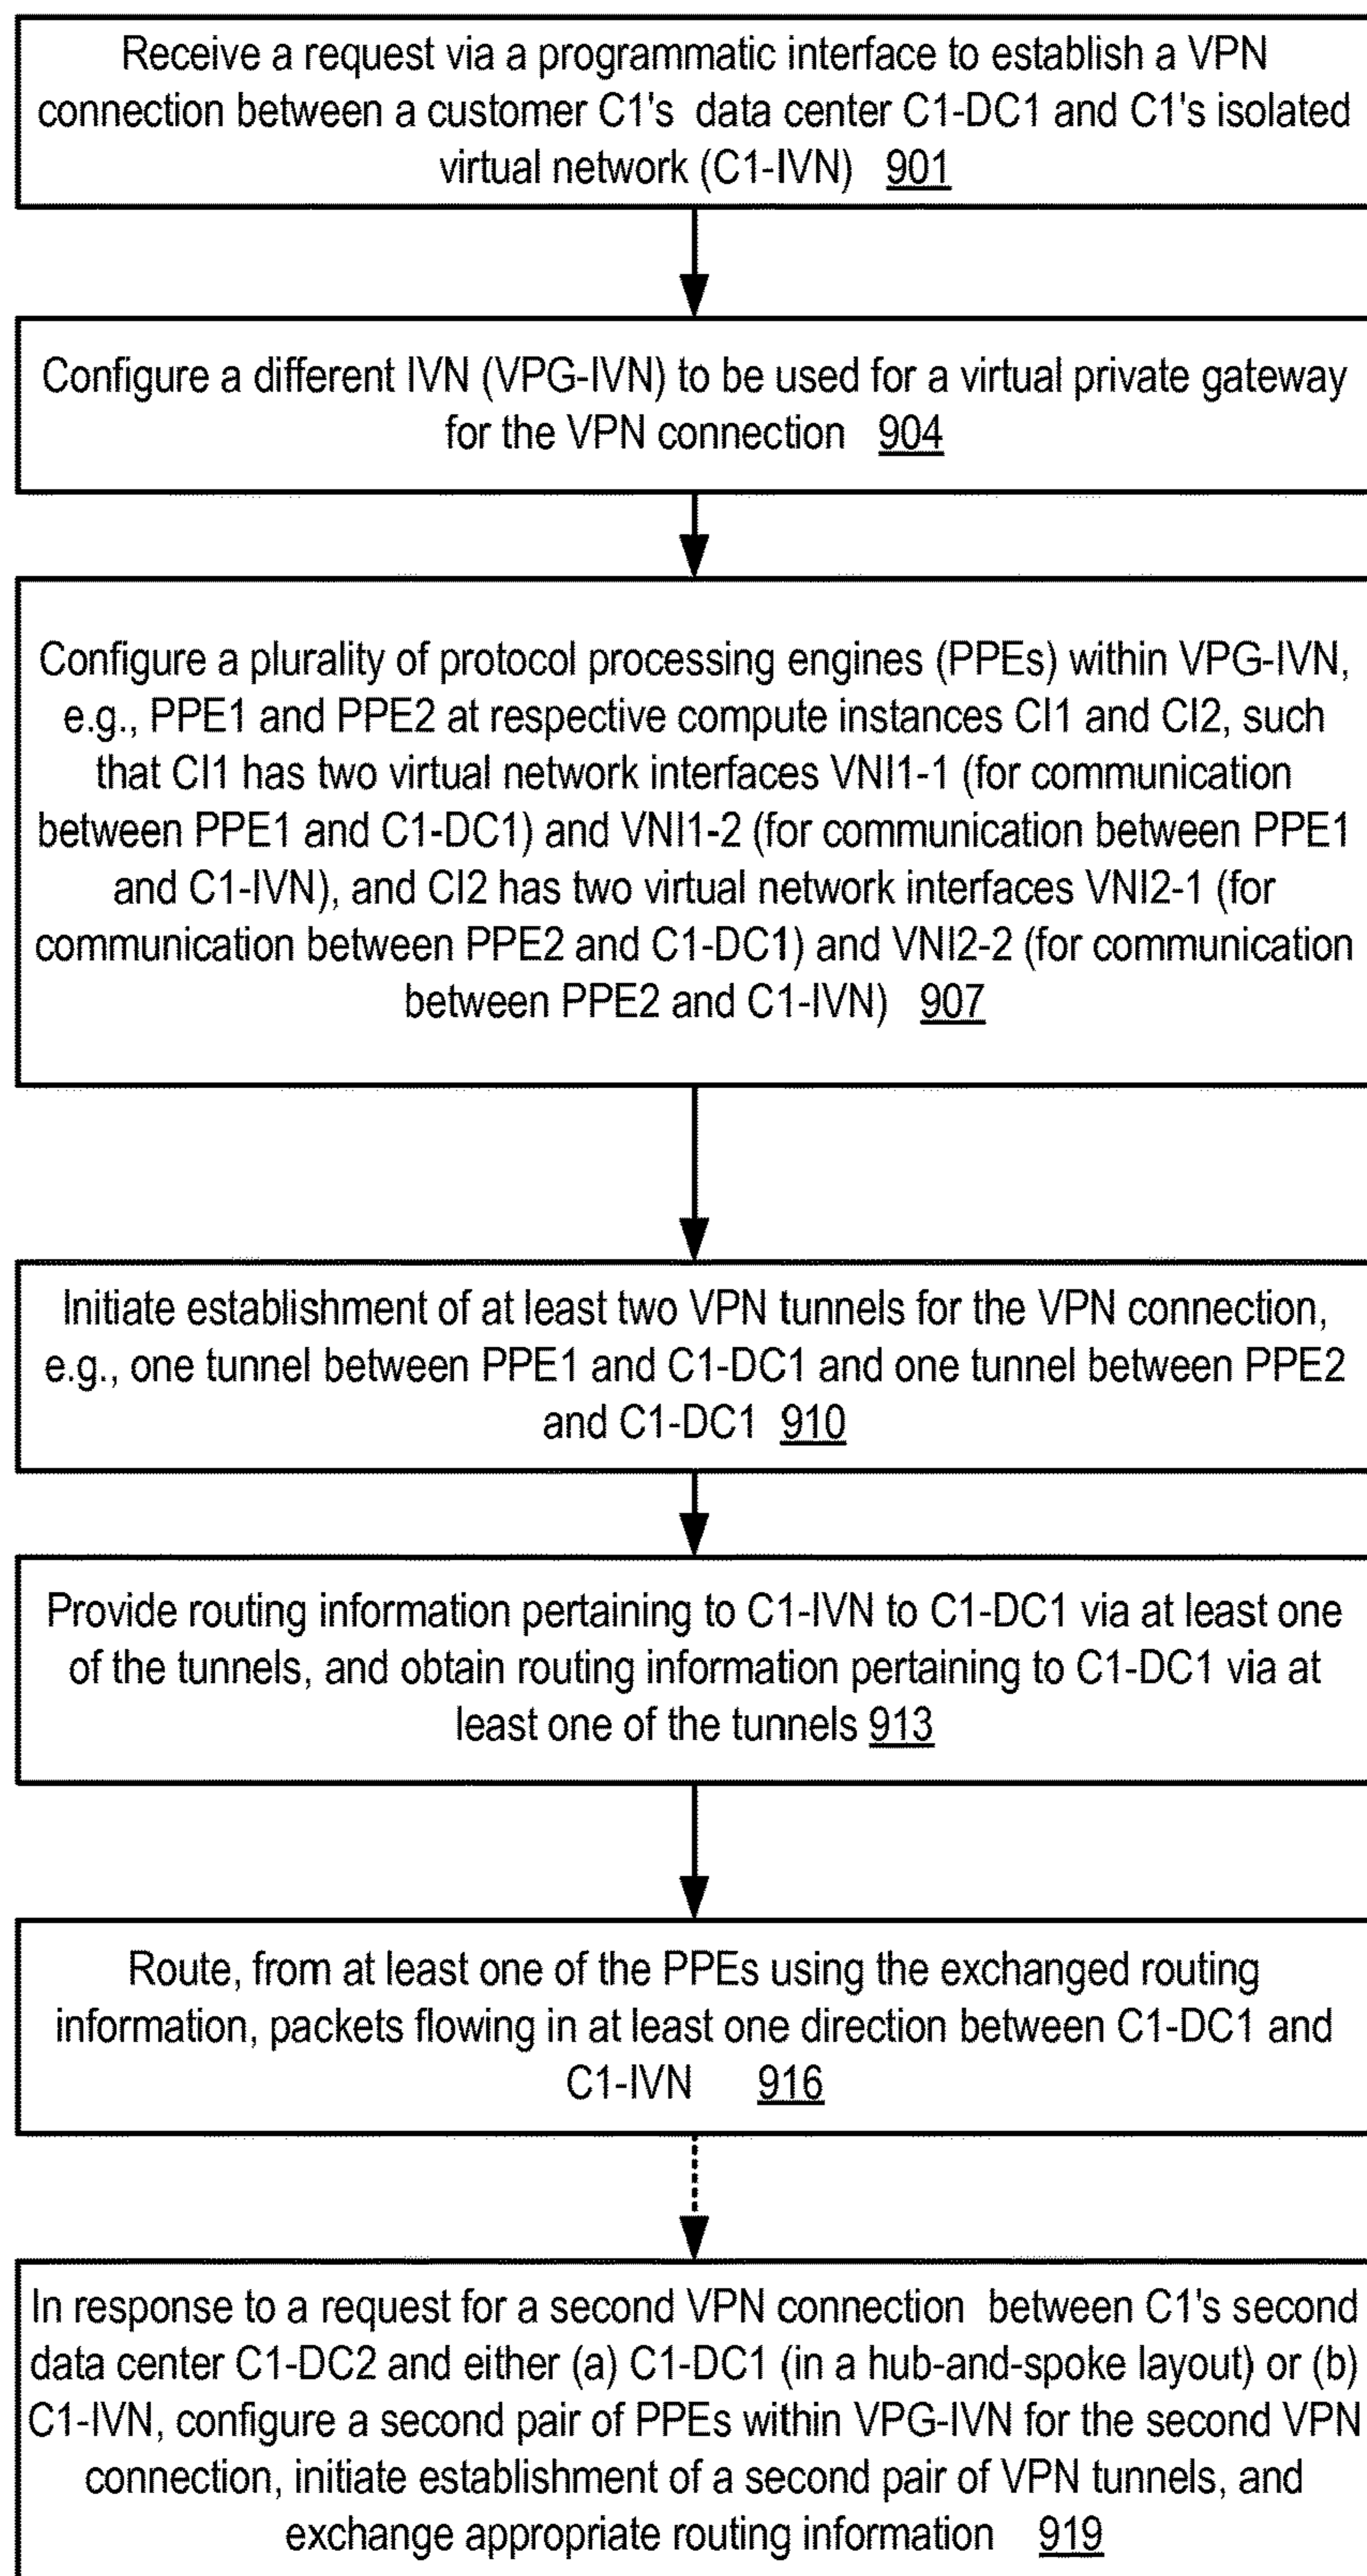 Receive a request via a programmatic interface to establish a VPN
connection between a customer C1's data center C1-DC1 and C1's isolated
virtual network (C1-IVN) 901
Configure a different IVN (VPG-IVN) to be used for a virtual private gateway
for the VPN connection 904
Configure a plurality of protocol processing engines (PPEs) within VPG-IVN,
e.g., PPE1 and PPE2 at respective compute instances CI1 and CI2, such
that CI1 has two virtual network interfaces VNI1-1 (for communication
between PPE1 and C1-DC1) and VNI1-2 (for communication between PPE1
and C1-IVN), and CI2 has two virtual network interfaces VNI2-1 (for
communication between PPE2 and C1-DC1) and VNI2-2 (for communication
between PPE2 and C1-IVN) 907
Initiate establishment of at least two VPN tunnels for the VPN connection,
e.g., one tunnel between PPE1 and C1-DC1 and one tunnel between PPE2
and C1-DC1 910
Provide routing information pertaining to C1-IVN to C1-DC1 via at least one
of the tunnels, and obtain routing information pertaining to C1-DC1 via at
least one of the tunnels 913
Route, from at least one of the PPEs using the exchanged routing
information, packets flowing in at least one direction between C1-DC1 and
C1-IVN 916
In response to a request for a second VPN connection between C1's second
data center C1-DC2 and either (a) C1-DC1 (in a hub-and-spoke layout) or (b)
C1-IVN, configure a second pair of PPEs within VPG-IVN for the second VPN
connection, initiate establishment of a second pair of VPN tunnels, and
exchange appropriate routing information 919